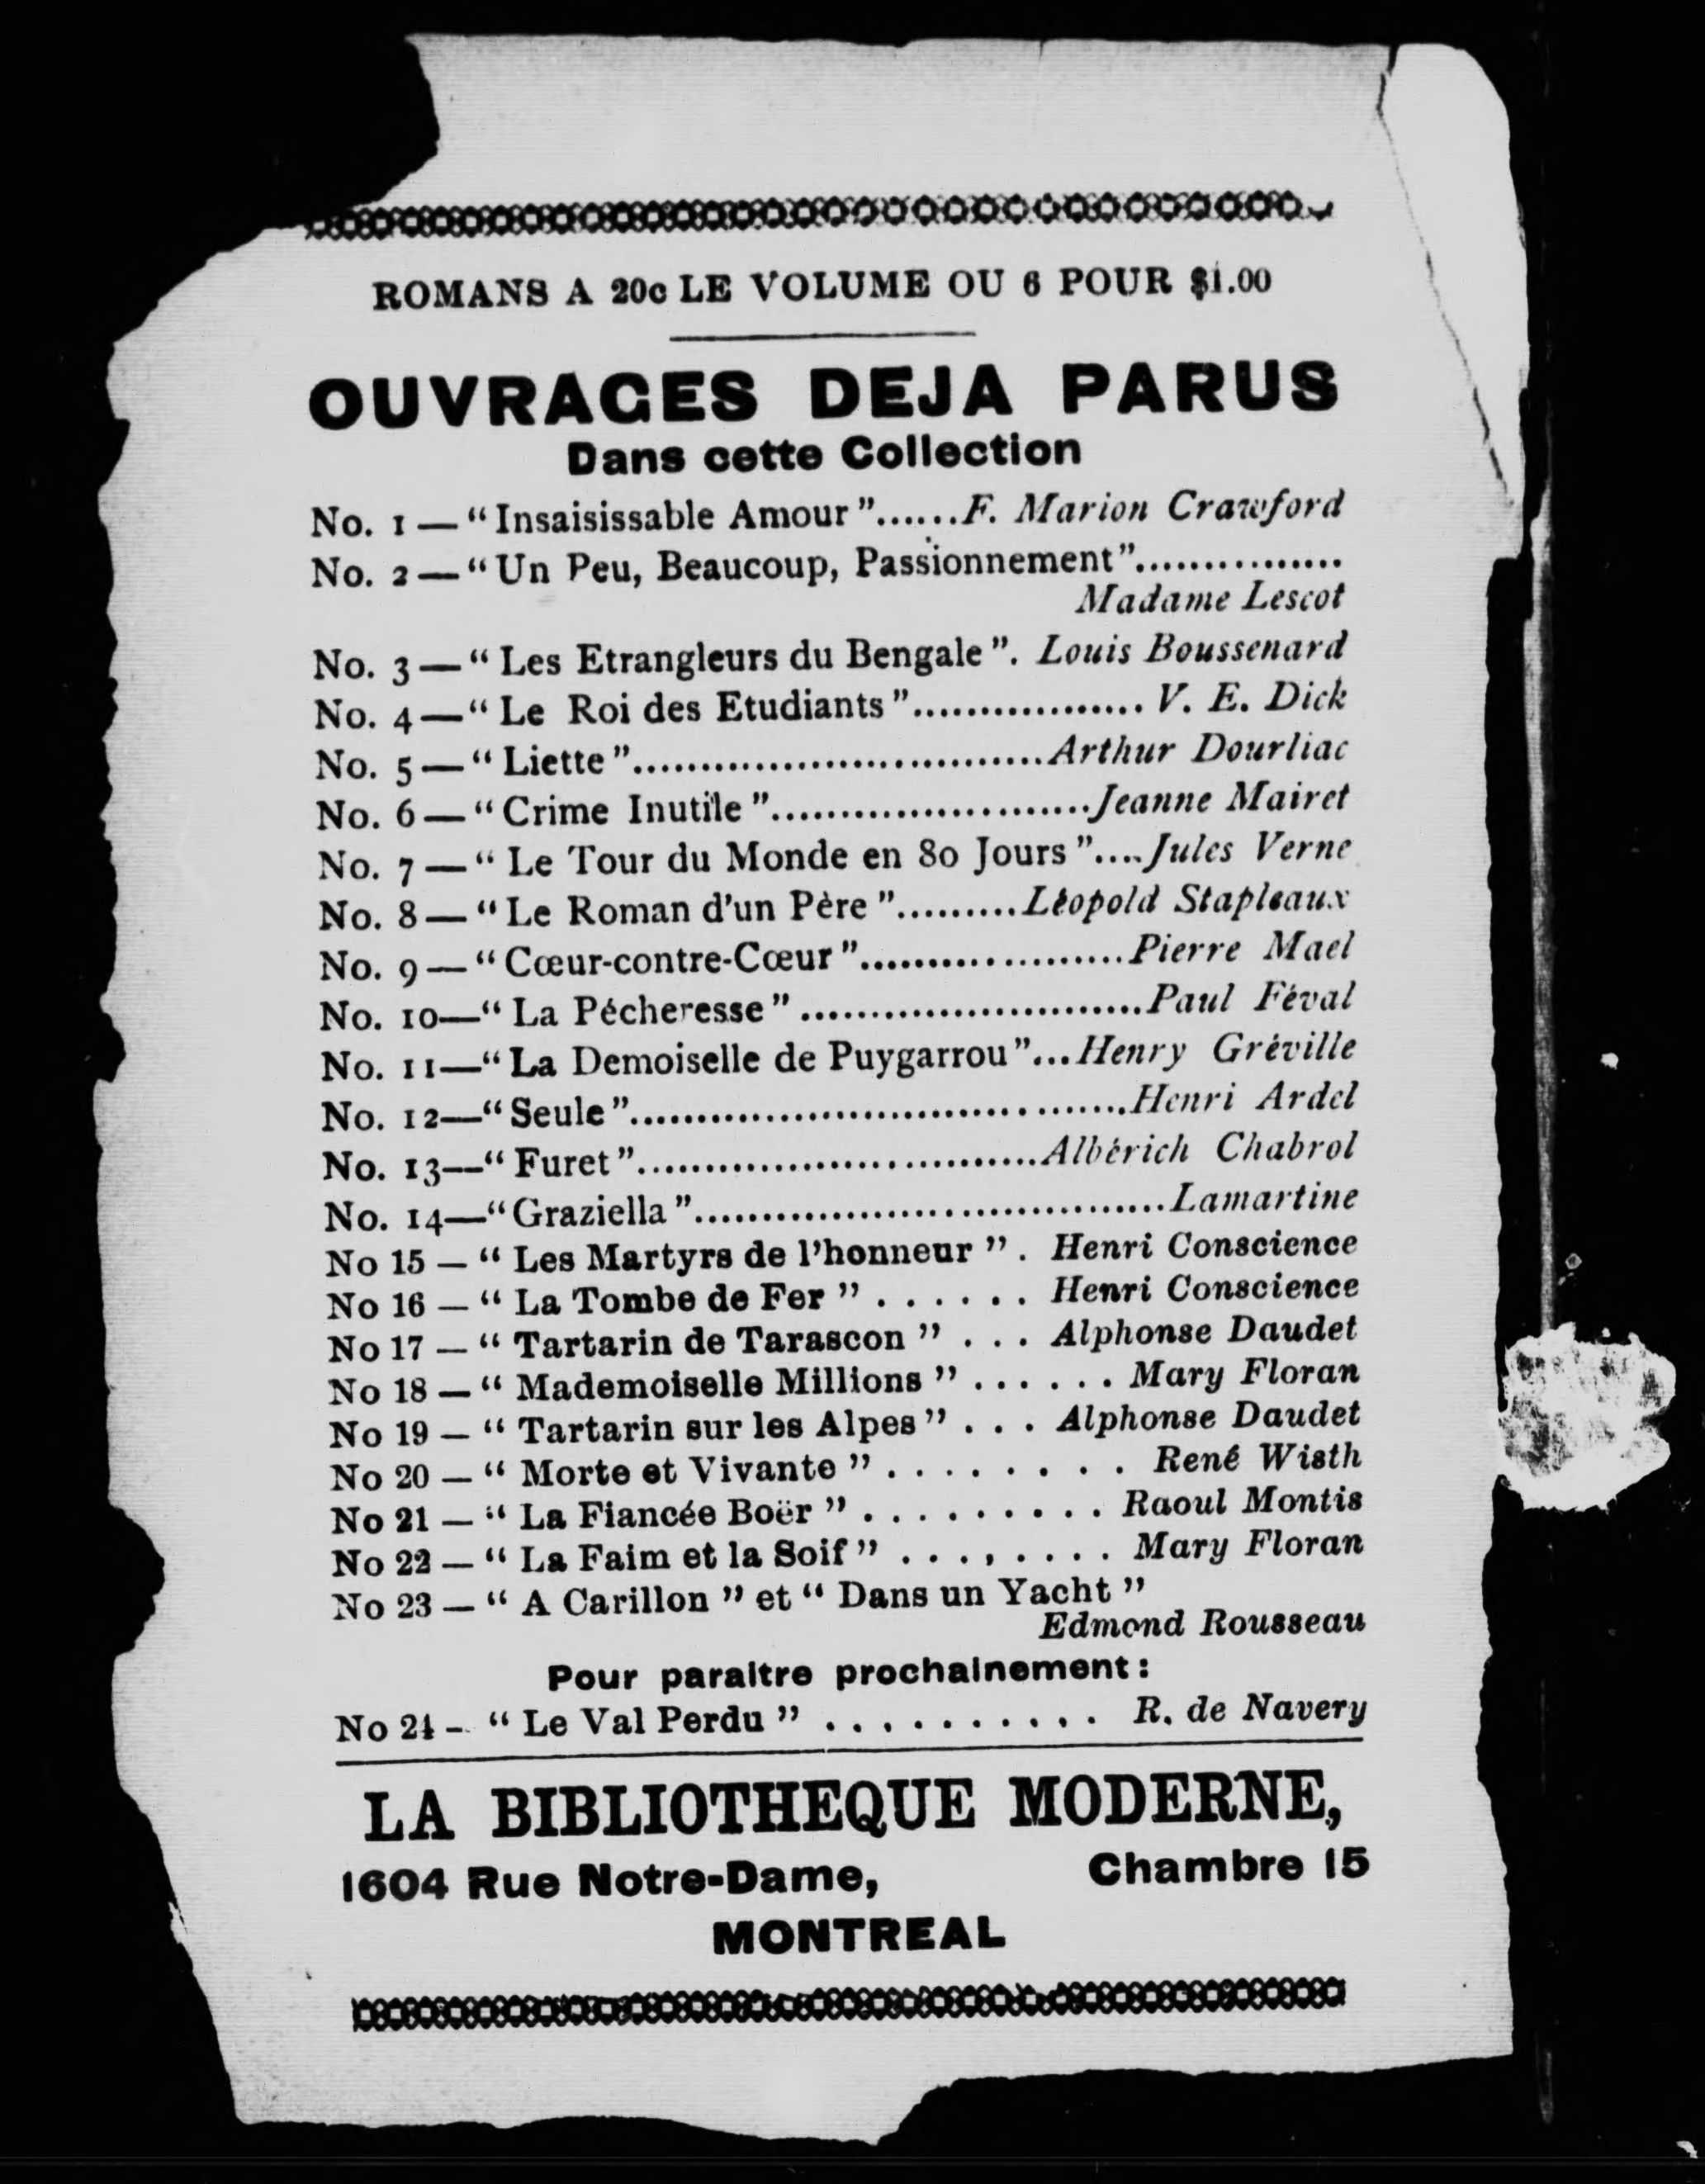 ROMANS A 20c LE VOLUME OU 6 POUR $1.00
OUVRAGES DEJA PARUS
Dans cette Collection
No. 1 — “ Insaisissable Amour ”......F. Marion Crawford
No. 2 — “ Un Peu, Beaucoup, Passionnement ”...............
Madame Lescot
No. 3 — “ Les Etrangleurs du Bengale ”. Louis Boussenard
No. 4 — “ Le Roi des Etudiants ”................. V. E. Dick
No. 5 — “ Liette ”..............................Arthur Dourliac
No. 6 — “ Crime Inutile ”.......................Jeanne Mairet
No. 7 — “ Le Tour du Monde en 80 Jours ”....Jules Verne
No. 8 — “ Le Roman d'un Père ”.........Léopold Stapleaux
No. 9 — “ Cœur-contre-Cœur ”...................Pierre Mael
No. 10—“ La Pécheresse ” .........................Paul Féval
No. 11—“ La Demoiselle de Puygarrou ”...Henry Gréville
No. 12—“ Seule ”....................................Henri Ardel
No. 13—“ Furet ”..............................Albérich Chabrol
No. 14—“ Graziella ”...................................Lamartine
No 15 — “ Les Martyrs de l'honneur ” . Henri Conscience
No 16 — “ La Tombe de Fer ” . . . . . . Henri Conscience
No 17 — “ Tartarin de Tarascon ” . . . Alphonse Daudet
No 18 — “ Mademoiselle Millions ” . . . . . . Mary Floran
No 19 — “ Tartarin sur les Alpes ” . . . Alphonse Daudet
No 20 — “ Morte et Vivante ” . . . . . . . . . René Wisth
No 21 — “ La Fiancée Boër ” . . . . . . . . . Raoul Montis
No 22 — “ La Faim et la Soif ” . . . , . . . . Mary Floran
No 23 — “ A Carillon ” et “ Dans un Yacht ”
Edmond Rousseau
Pour paraitre prochainement :
No 24 - “ Le Val Perdu ” . . . . . . . . . . R. de Navery
LA BIBLIOTHEQUE MODERNE,
1604 Rue Notre-Dame, Chambre 15
MONTREAL